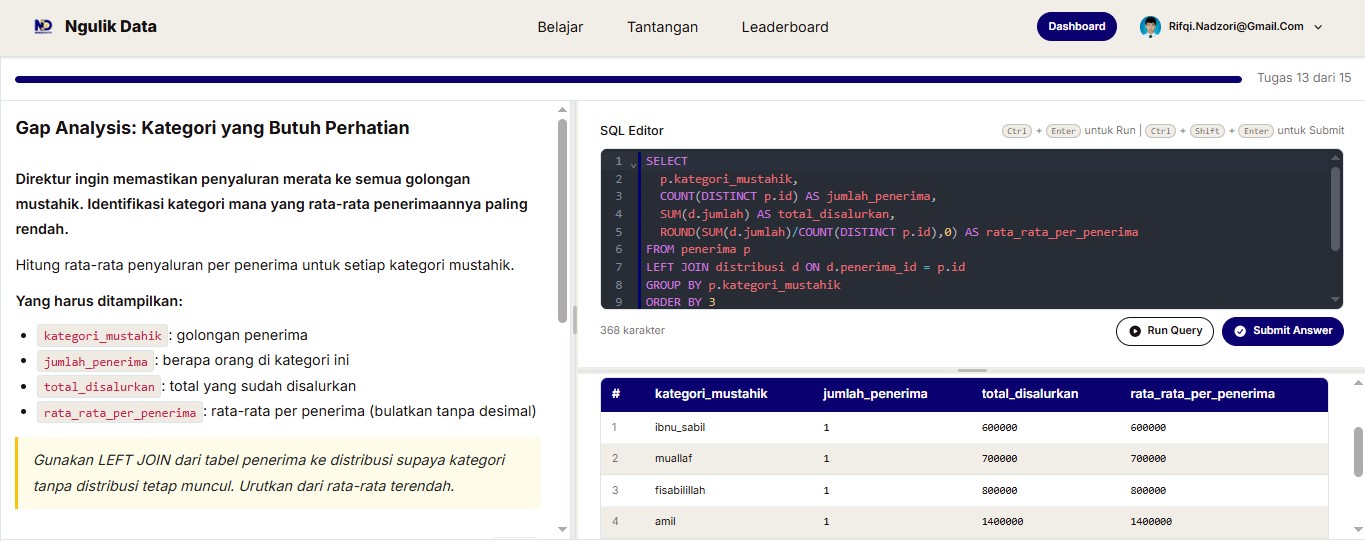 Ngulik Data
Belajar
Tantangan
Leaderboard
Dashboard
Rifqi.Nadzori@Gmail.Com
Tugas 13 dari 15
Gap Analysis: Kategori yang Butuh Perhatian
Direktur ingin memastikan penyaluran merata ke semua golongan
mustahik. Identifikasi kategori mana yang rata-rata penerimaannya paling
rendah.
Hitung rata-rata penyaluran per penerima untuk setiap kategori mustahik.
Yang harus ditampilkan:
kategori_mustahik : golongan penerima
jumlah_penerima : berapa orang di kategori ini
total_disalurkan : total yang sudah disalurkan
rata_rata_per_penerima : rata-rata per penerima (bulatkan tanpa desimal)
Gunakan LEFT JOIN dari tabel penerima ke distribusi supaya kategori
tanpa distribusi tetap muncul. Urutkan dari rata-rata terendah.
SQL Editor
Ctrl + Enter untuk Run | Ctrl + Shift + Enter untuk Submit
1 SELECT
2 p.kategori_mustahik,
3 COUNT(DISTINCT p.id) AS jumlah_penerima,
4 SUM(d.jumlah) AS total_disalurkan,
5 ROUND(SUM(d.jumlah)/COUNT(DISTINCT p.id),0) AS rata_rata_per_penerima
6 FROM penerima p
7 LEFT JOIN distribusi d ON d.penerima_id = p.id
8 GROUP BY p.kategori_mustahik
9 ORDER BY 3
368 karakter
Run Query
Submit Answer
# kategori_mustahik jumlah_penerima total_disalurkan rata_rata_per_penerima
1 ibnu_sabil 1 600000 600000
2 muallaf 1 700000 700000
3 fisabilillah 1 800000 800000
4 amil 1 1400000 1400000